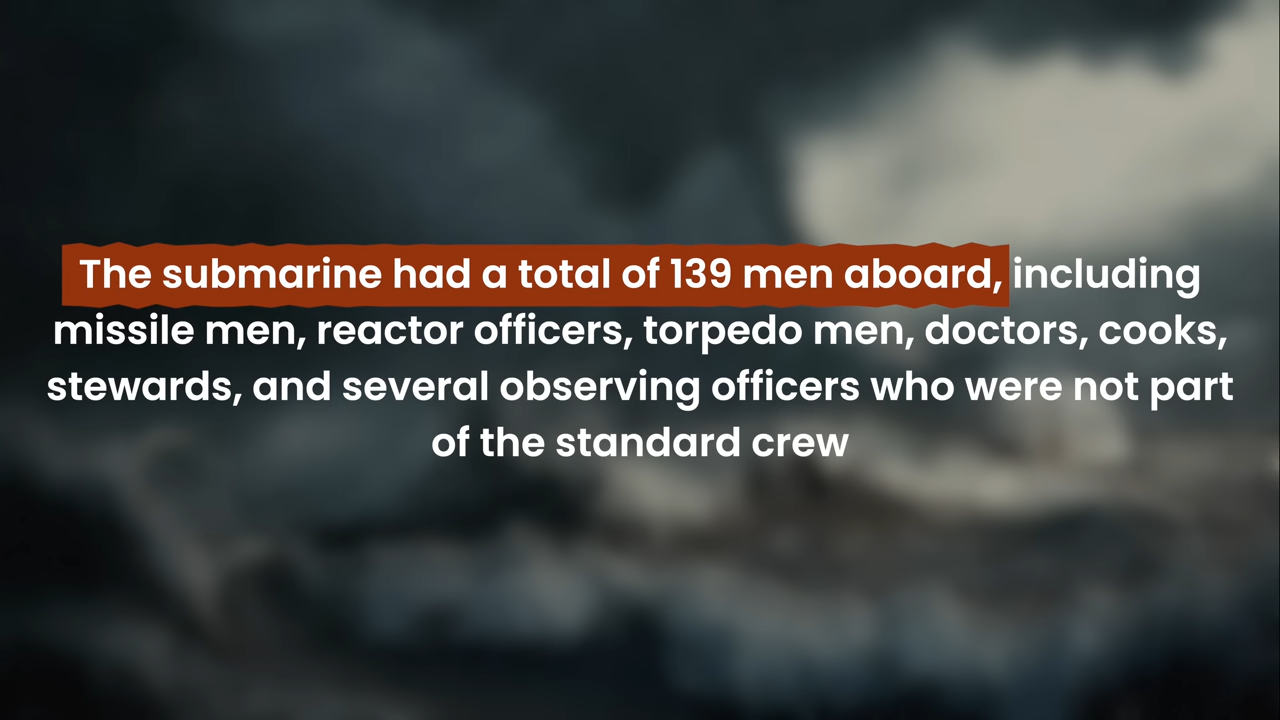 The submarine had a total of 139 men aboard, including
missile men, reactor officers, torpedo men, doctors, cooks,
stewards, and several observing officers who were not part
of the standard crew